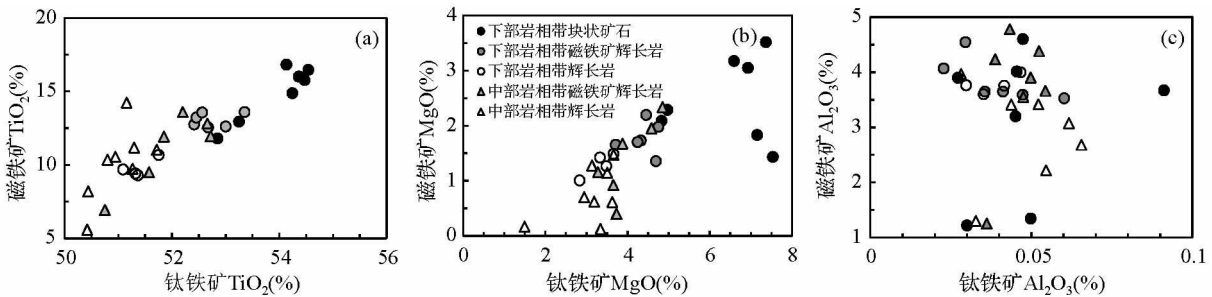 20
15
10
5
磁铁矿TiO₂(%)
(a)
50
52
54
56
钛铁矿TiO₂(%)
4
3
2
1
0
磁铁矿MgO(%)
(b)
下部岩相带块状矿石
下部岩相带磁铁矿辉长岩
下部岩相带辉长岩
中部岩相带磁铁矿辉长岩
中部岩相带辉长岩
0
2
4
6
8
钛铁矿MgO(%)
5
4
3
2
1
磁铁矿Al₂O₃(%)
(c)
0
0.05
0.1
钛铁矿Al₂O₃(%)